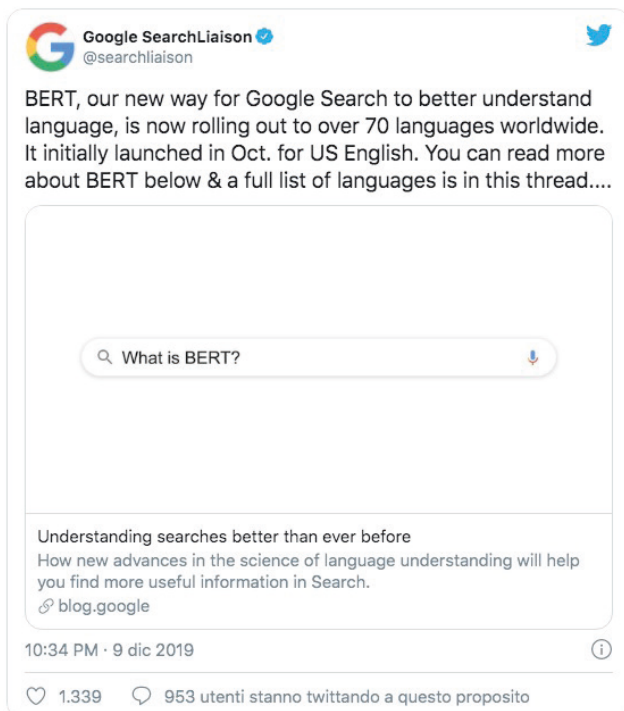 Google SearchLiaison
@searchliaison
BERT, our new way for Google Search to better understand
language, is now rolling out to over 70 languages worldwide.
It initially launched in Oct. for US English. You can read more
about BERT below & a full list of languages is in this thread....
What is BERT?
Understanding searches better than ever before
How new advances in the science of language understanding will help
you find more useful information in Search.
blog.google
10:34 PM · 9 dic 2019
1.339 953 utenti stanno twittando a questo proposito